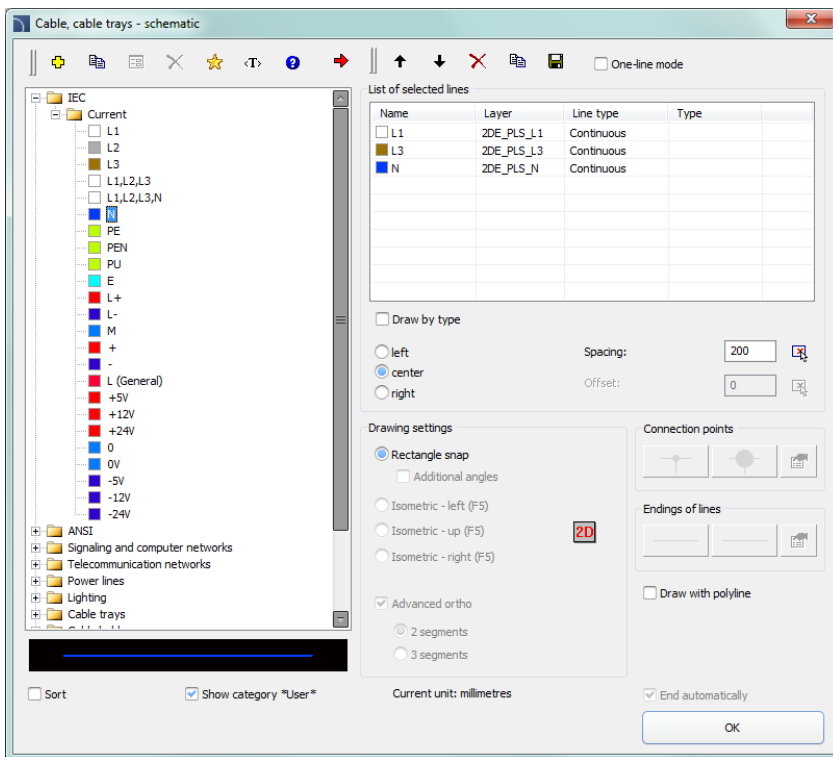 Cable, cable trays - schematic
‹T›
One-line mode
IEC
Current
L1
L2
L3
L1,L2,L3
L1,L2,L3,N
N
PE
PEN
PU
E
L+
L-
M
+
-
L (General)
+5V
+12V
+24V
0
0V
-5V
-12V
-24V
ANSI
Signaling and computer networks
Telecommunication networks
Power lines
Lighting
Cable trays
Sort
Show category *User*
List of selected lines
Name Layer Line type Type
L1 2DE_PLS_L1 Continuous
L3 2DE_PLS_L3 Continuous
N 2DE_PLS_N Continuous
Draw by type
left
center
right
Spacing: 200
Offset: 0
Drawing settings
Rectangle snap
Additional angles
Isometric - left (F5)
Isometric - up (F5)
Isometric - right (F5)
2D
Advanced ortho
2 segments
3 segments
Current unit: millimetres
Connection points
Endings of lines
Draw with polyline
End automatically
OK